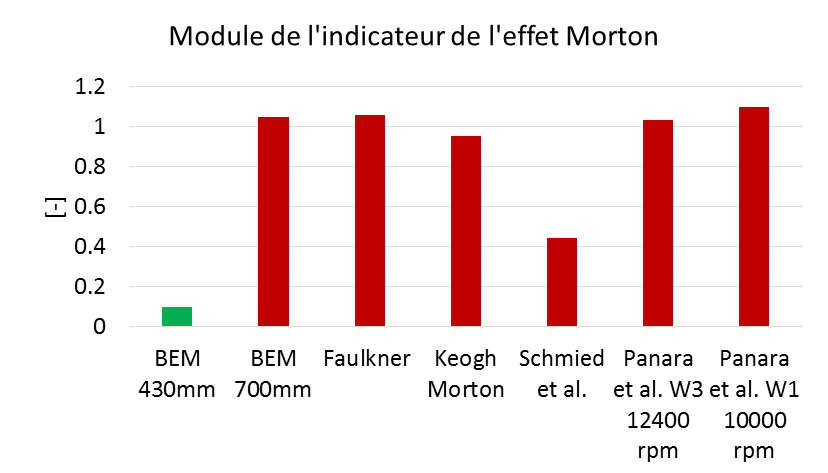 Module de l'indicateur de l'effet Morton
1.2
1
0.8
0.6
0.4
0.2
0
[-]
BEM
430mm
BEM
700mm
Faulkner
Keogh
Morton
Schmied
et al.
Panara
et al. W3
12400
rpm
Panara
et al. W1
10000
rpm